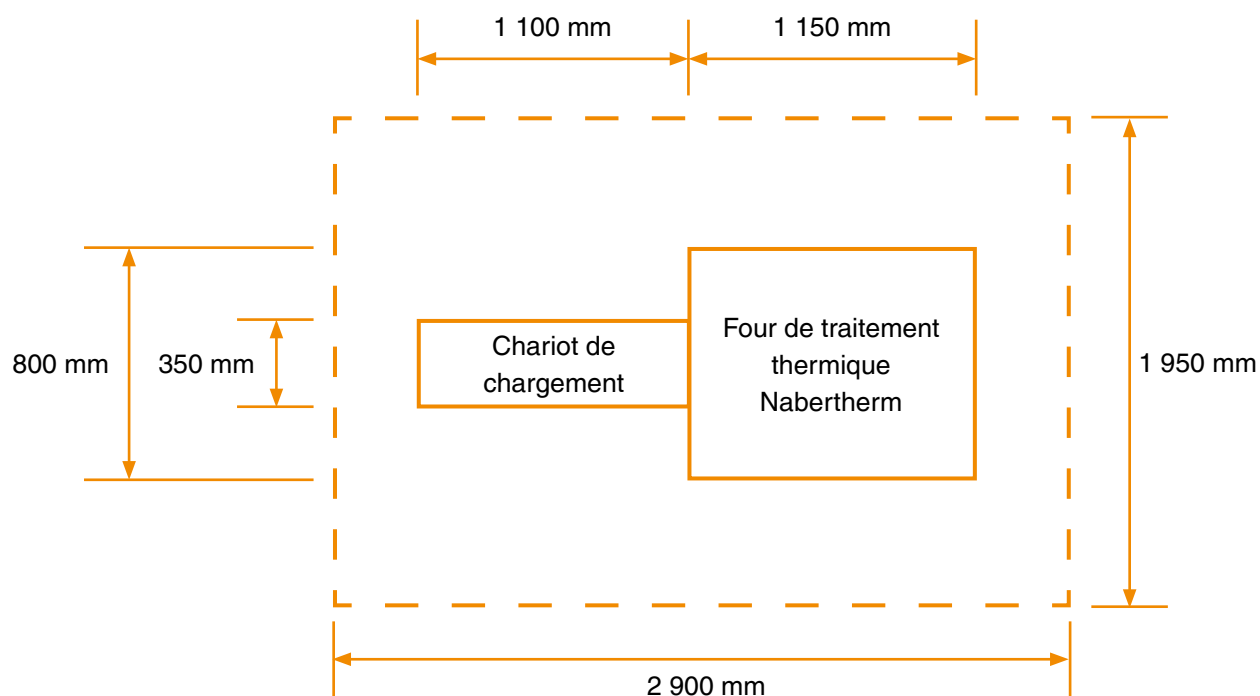 1 100 mm
1 150 mm
800 mm
350 mm
Chariot de
chargement
Four de traitement
thermique
Nabertherm
1 950 mm
2 900 mm